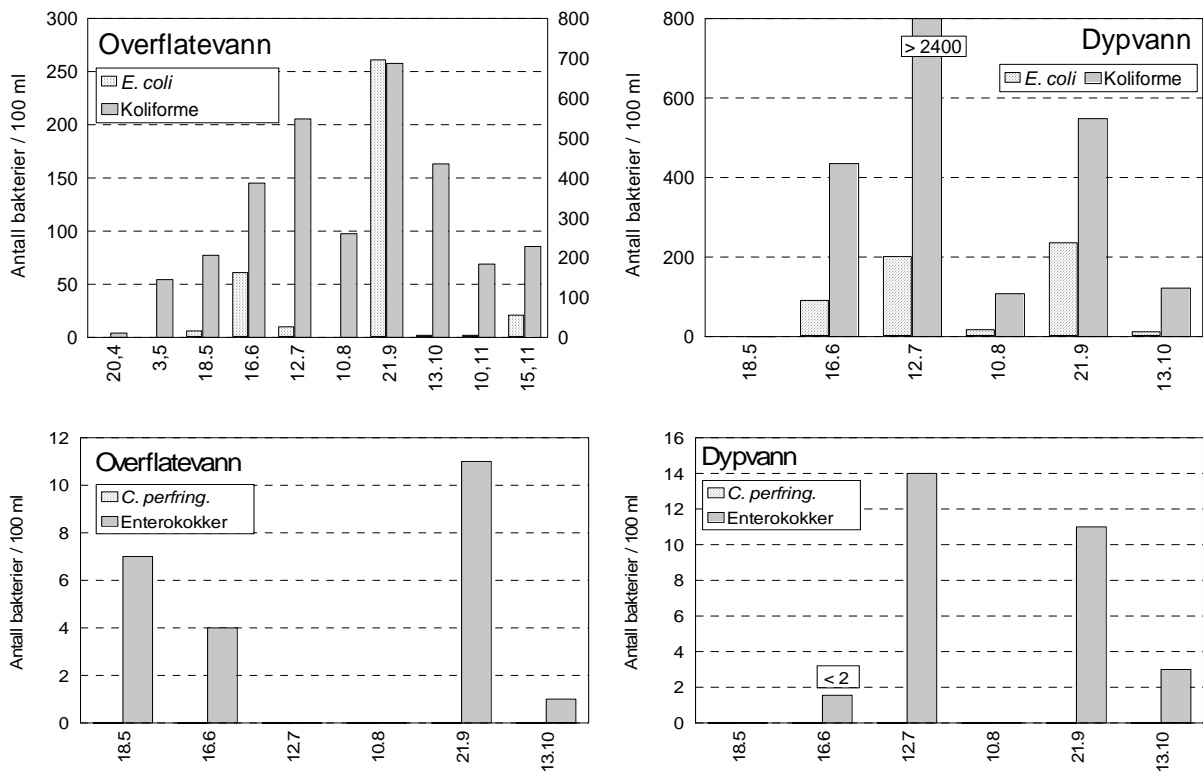 Overflatevann
E. coli
Koliforme
Antall bakterier / 100 ml
300
250
200
150
100
50
0
800
700
600
500
400
300
200
100
0
20,4 3,5 18.5 16.6 12.7 10.8 21.9 13.10 10,11 15,11
Dypvann
E. coli Koliforme
> 2400
Antall bakterier / 100 ml
800
600
400
200
0
18.5 16.6 12.7 10.8 21.9 13.10
Overflatevann
C. perfring.
Enterokokker
Antall bakterier / 100 ml
12
10
8
6
4
2
0
18.5 16.6 12.7 10.8 21.9 13.10
Dypvann
C. perfring.
Enterokokker
< 2
Antall bakterier / 100 ml
16
14
12
10
8
6
4
2
0
18.5 16.6 12.7 10.8 21.9 13.10